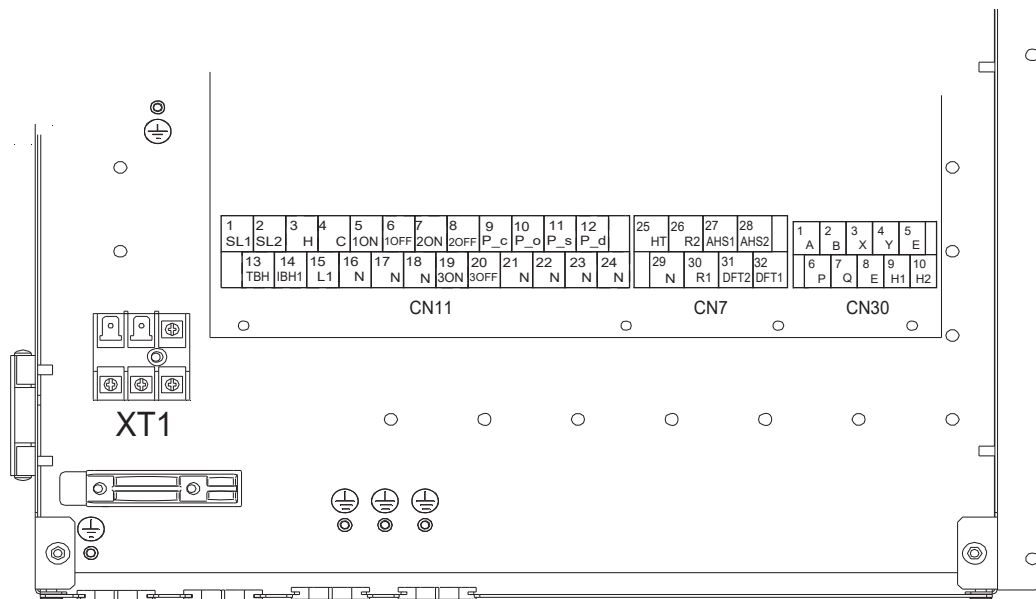 1 2 3 4 5 6 7 8 9 10 11 12
SL1 SL2 H C 1ON 1OFF 2ON 2OFF P_c P_o P_s P_d
13 14 15 16 17 18 19 20 21 22 23 24
TBH IBH1 L1 N N N 3ON 3OFF N N N N
CN11
25 26 27 28
HT R2 AHS1 AHS2
29 30 31 32
N R1 DFT2 DFT1
CN7
1 2 3 4 5
A B X Y E
6 7 8 9 10
P Q E H1 H2
CN30
XT1